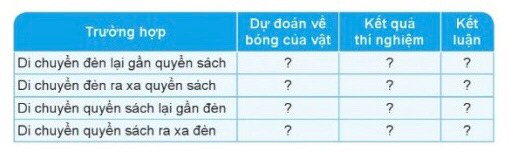 Trường hợp | Dự đoán về bóng của vật | Kết quả thí nghiệm | Kết luận
Di chuyển đèn lại gần quyển sách | ? | ? | ?
Di chuyển đèn ra xa quyển sách | ? | ? | ?
Di chuyển quyển sách lại gần đèn | ? | ? | ?
Di chuyển quyển sách ra xa đèn | ? | ? | ?